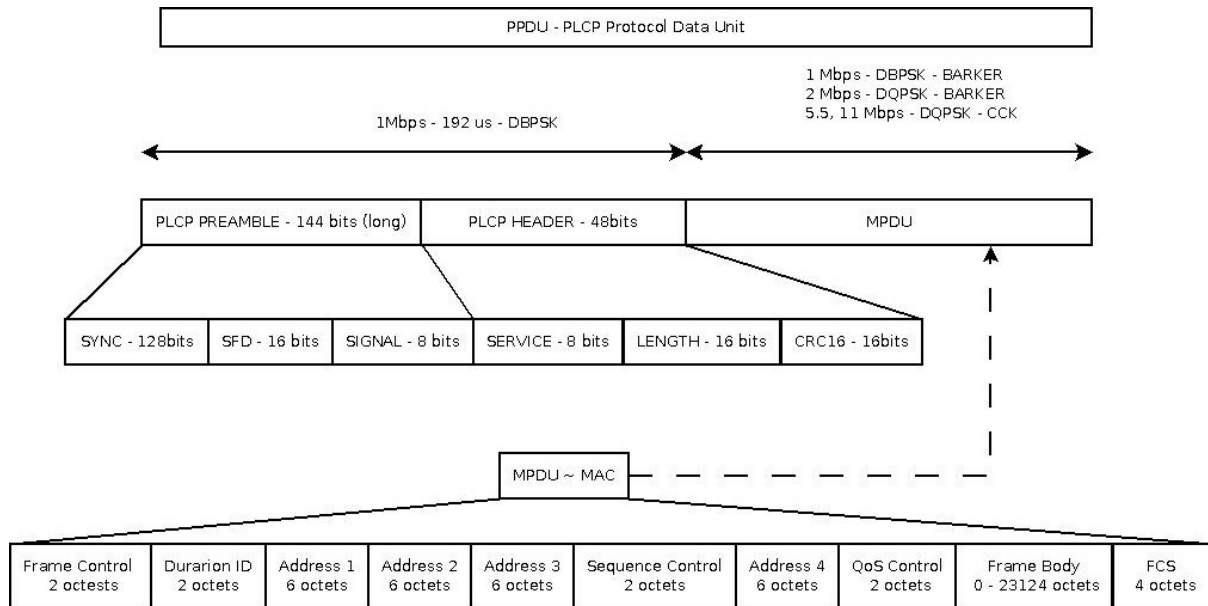 PPDU - PLCP Protocol Data Unit
1 Mbps - DBPSK - BARKER
2 Mbps - DQPSK - BARKER
5.5, 11 Mbps - DQPSK - CCK
1Mbps - 192 us - DBPSK
PLCP PREAMBLE - 144 bits (long)
PLCP HEADER - 48bits
MPDU
SYNC - 128bits
SFD - 16 bits
SIGNAL - 8 bits
SERVICE - 8 bits
LENGTH - 16 bits
CRC16 - 16bits
MPDU ~ MAC
Frame Control
2 octests
Durarion ID
2 octets
Address 1
6 octets
Address 2
6 octets
Address 3
6 octets
Sequence Control
2 octets
Address 4
6 octets
QoS Control
2 octets
Frame Body
0 - 23124 octets
FCS
4 octets